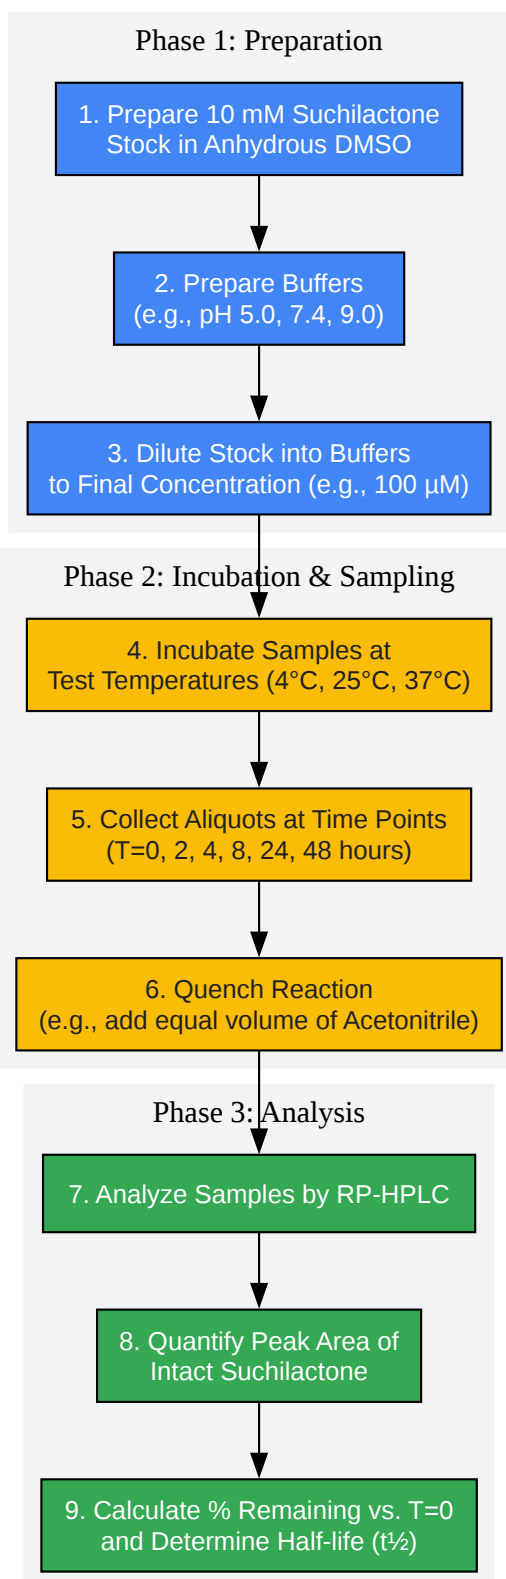 Phase 1: Preparation
1. Prepare 10 mM Suchilactone
Stock in Anhydrous DMSO
2. Prepare Buffers
(e.g., pH 5.0, 7.4, 9.0)
3. Dilute Stock into Buffers
to Final Concentration (e.g., 100 µM)
Phase 2: Incubation & Sampling
4. Incubate Samples at
Test Temperatures (4°C, 25°C, 37°C)
5. Collect Aliquots at Time Points
(T=0, 2, 4, 8, 24, 48 hours)
6. Quench Reaction
(e.g., add equal volume of Acetonitrile)
Phase 3: Analysis
7. Analyze Samples by RP-HPLC
8. Quantify Peak Area of
Intact Suchilactone
9. Calculate % Remaining vs. T=0
and Determine Half-life (t½)